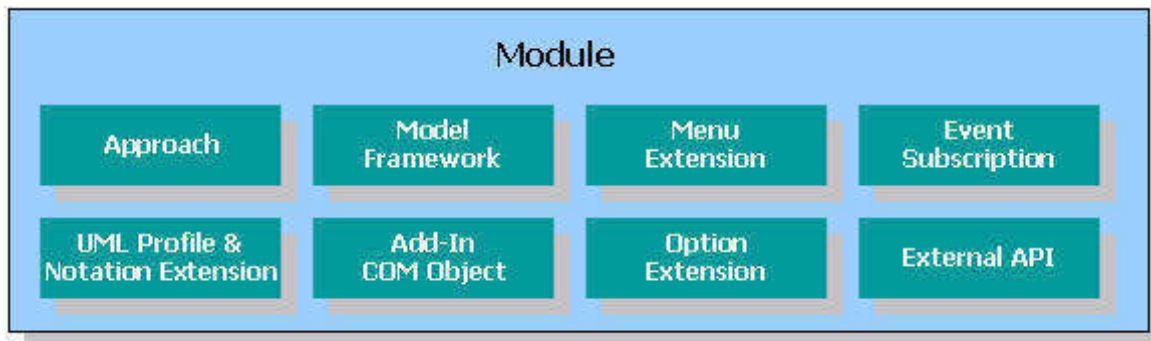 Module
Approach
Model
Framework
Menu
Extension
Event
Subscription
UML Profile &
Notation Extension
Add-In
COM Object
Option
Extension
External API